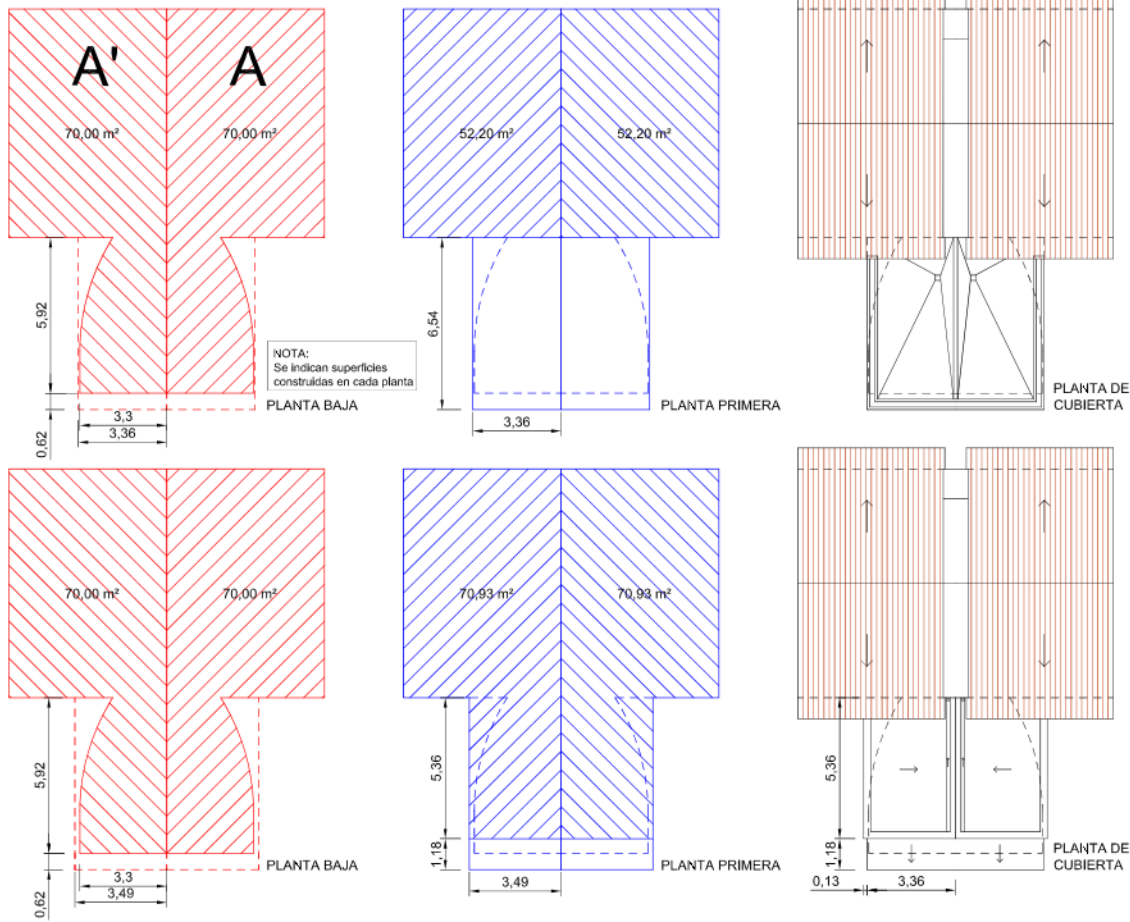 A'
A
70,00 m²
70,00 m²
5,92
0,62
3,3
3,36
NOTA:
Se indican superficies
construidas en cada planta
PLANTA BAJA
52,20 m²
52,20 m²
6,54
3,36
PLANTA PRIMERA
PLANTA DE
CUBIERTA
70,00 m²
70,00 m²
5,92
0,62
3,3
3,49
PLANTA BAJA
70,93 m²
70,93 m²
5,36
1,18
3,49
PLANTA PRIMERA
5,36
1,18
0,13
3,36
PLANTA DE
CUBIERTA